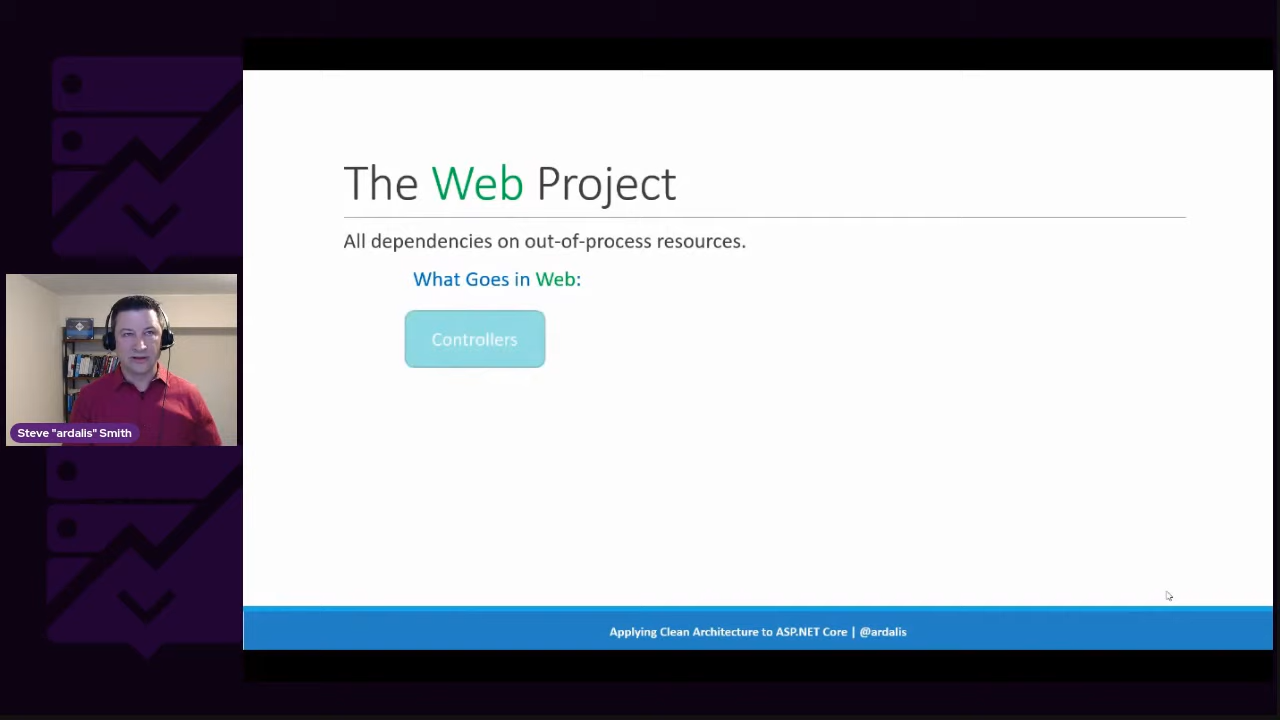 The Web Project
All dependencies on out-of-process resources.
What Goes in Web:
Controllers
Steve "ardalis" Smith
Applying Clean Architecture to ASP.NET Core | @ardalis